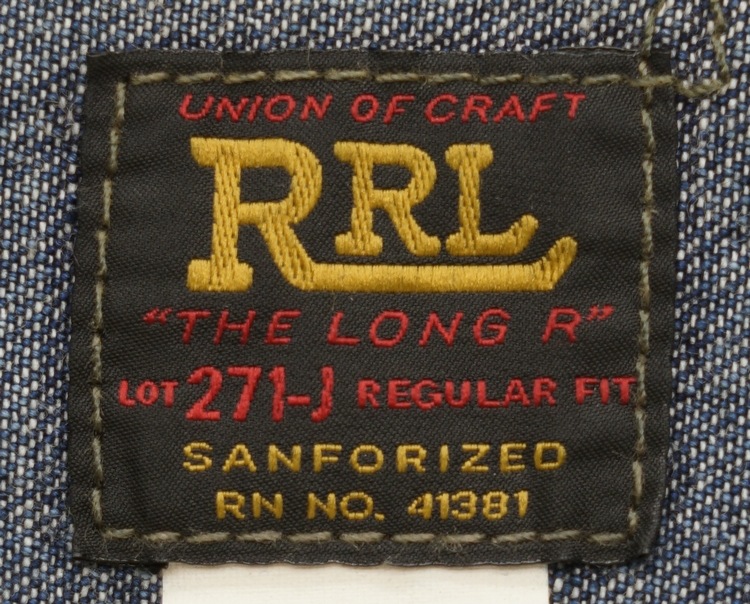 UNION OF CRAFT
RRL
"THE LONG R"
LOT 271-J REGULAR FIT
SANFORIZED
RN NO. 41381